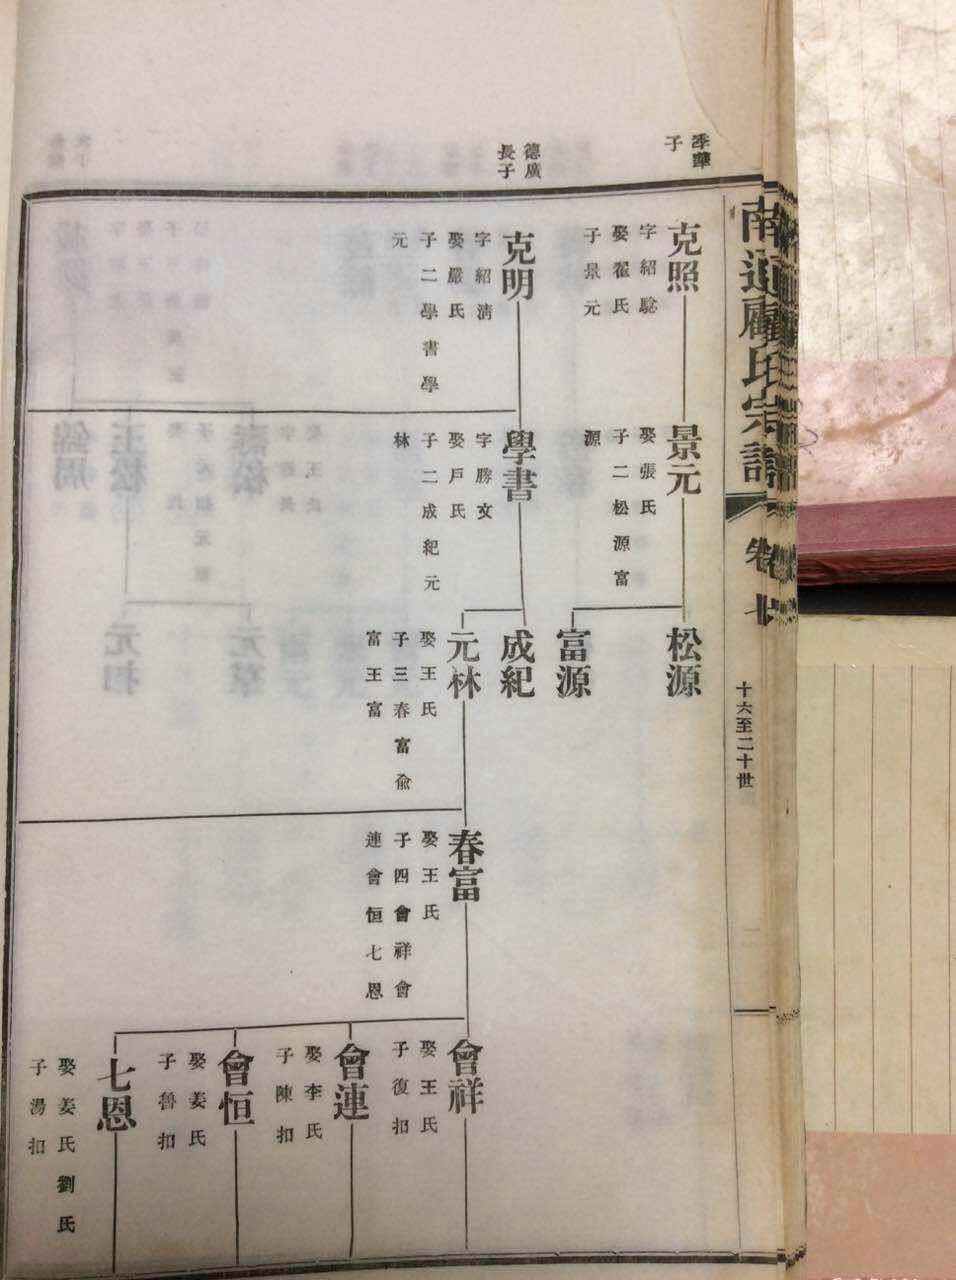 南通顧氏宗譜
卷七
十六至二十世
季華
子
克照
字紹騐
娶翟氏
子景元
景元
娶張氏
子二松源富
源
松源
富源
德廣
長子
克明
字紹清
娶嚴氏
子二學書學
元
學書
字勝文
娶戶氏
子二成紀元
林
成紀
元林
娶王氏
子三春富俞
富王富
春富
娶王氏
子四會祥會
連會恒七恩
會祥
娶王氏
子復扣
會連
娶李氏
子陳扣
會恒
娶姜氏
子魯扣
七恩
娶姜氏劉氏
子湯扣